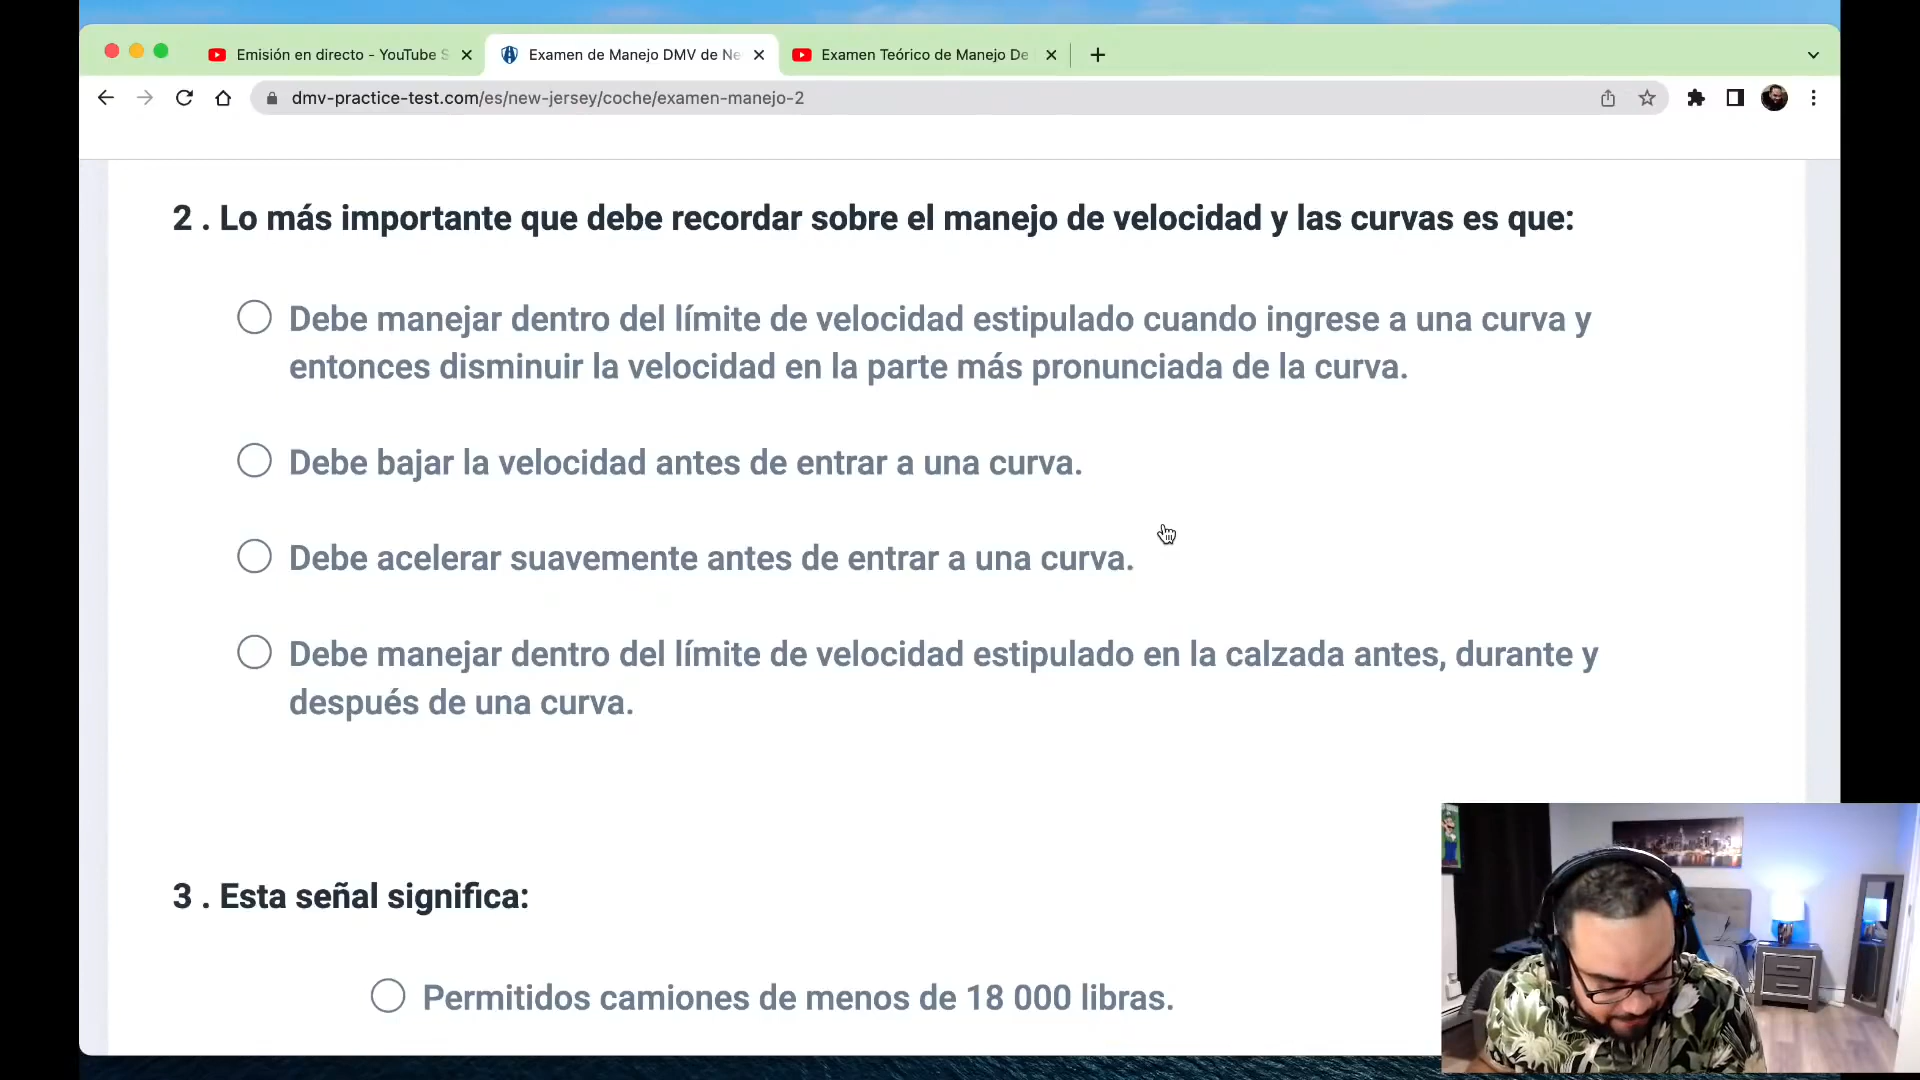 Emisión en directo - YouTube S
Examen de Manejo DMV de Ne
Examen Teórico de Manejo De
dmv-practice-test.com/es/new-jersey/coche/examen-manejo-2
2 . Lo más importante que debe recordar sobre el manejo de velocidad y las curvas es que:
Debe manejar dentro del límite de velocidad estipulado cuando ingrese a una curva y
entonces disminuir la velocidad en la parte más pronunciada de la curva.
Debe bajar la velocidad antes de entrar a una curva.
Debe acelerar suavemente antes de entrar a una curva.
Debe manejar dentro del límite de velocidad estipulado en la calzada antes, durante y
después de una curva.
3 . Esta señal significa:
Permitidos camiones de menos de 18 000 libras.